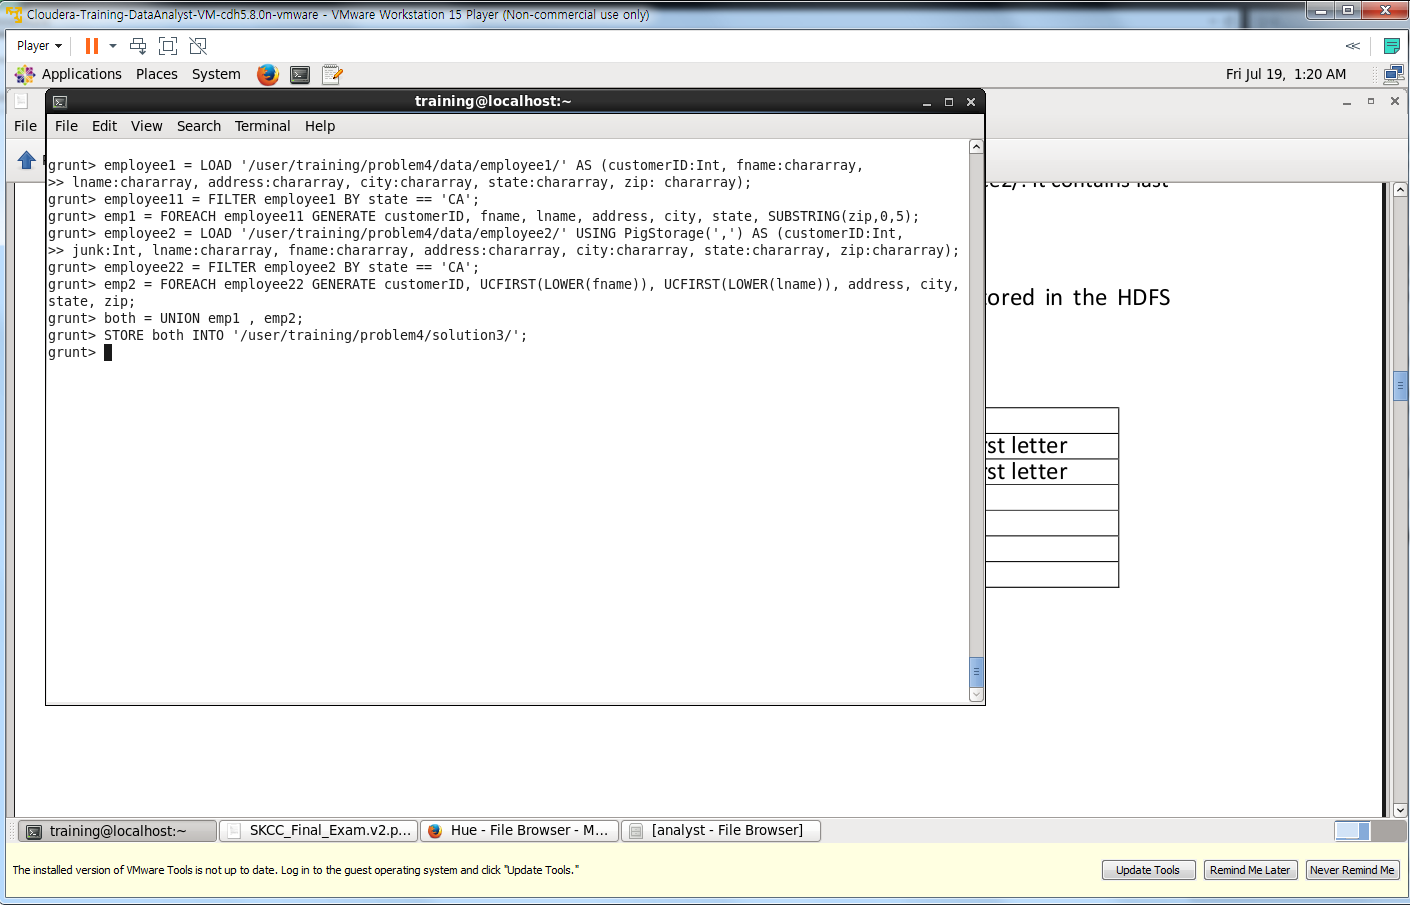 Cloudera-Training-DataAnalyst-VM-cdh5.8.0n-vmware - VMware Workstation 15 Player (Non-commercial use only)
Player
Applications Places System Fri Jul 19, 1:20 AM
training@localhost:~
File
File Edit View Search Terminal Help
grunt> employee1 = LOAD '/user/training/problem4/data/employee1/' AS (customerID:Int, fname:chararray,
>> lname:chararray, address:chararray, city:chararray, state:chararray, zip: chararray);
grunt> employee11 = FILTER employee1 BY state == 'CA';
grunt> emp1 = FOREACH employee11 GENERATE customerID, fname, lname, address, city, state, SUBSTRING(zip,0,5);
grunt> employee2 = LOAD '/user/training/problem4/data/employee2/' USING PigStorage(',') AS (customerID:Int,
>> junk:Int, lname:chararray, fname:chararray, address:chararray, city:chararray, state:chararray, zip:chararray);
grunt> employee22 = FILTER employee2 BY state == 'CA';
grunt> emp2 = FOREACH employee22 GENERATE customerID, UCFIRST(LOWER(fname)), UCFIRST(LOWER(lname)), address, city,
state, zip;
grunt> both = UNION emp1 , emp2;
grunt> STORE both INTO '/user/training/problem4/solution3/';
grunt>
It contains last
ored in the HDFS
rst letter
rst letter
training@localhost:~ SKCC_Final_Exam.v2.p... Hue - File Browser - M... [analyst - File Browser]
The installed version of VMware Tools is not up to date. Log in to the guest operating system and click "Update Tools."
Update Tools Remind Me Later Never Remind Me